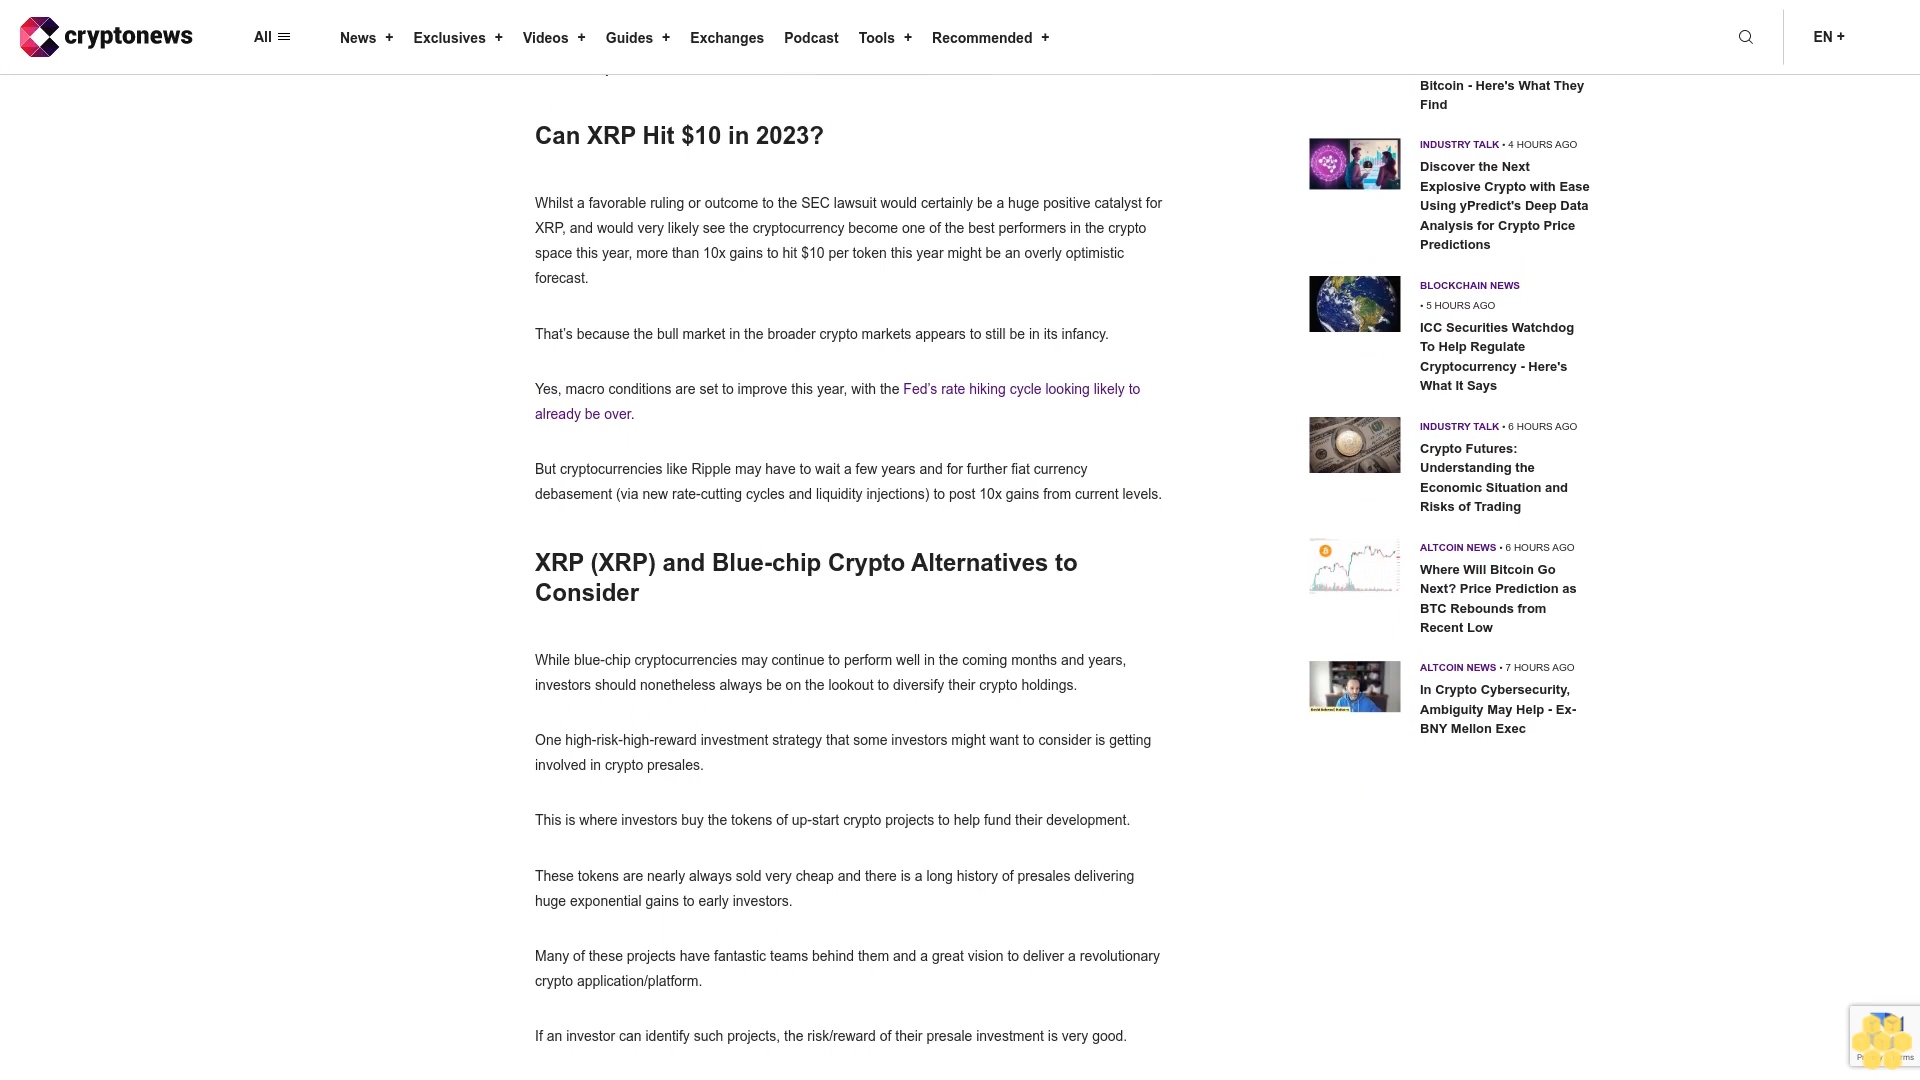 cryptonews
All
News +
Exclusives +
Videos +
Guides +
Exchanges
Podcast
Tools +
Recommended +
EN +
Can XRP Hit $10 in 2023?
Whilst a favorable ruling or outcome to the SEC lawsuit would certainly be a huge positive catalyst for
XRP, and would very likely see the cryptocurrency become one of the best performers in the crypto
space this year, more than 10x gains to hit $10 per token this year might be an overly optimistic
forecast.
That’s because the bull market in the broader crypto markets appears to still be in its infancy.
Yes, macro conditions are set to improve this year, with the Fed’s rate hiking cycle looking likely to
already be over.
But cryptocurrencies like Ripple may have to wait a few years and for further fiat currency
debasement (via new rate-cutting cycles and liquidity injections) to post 10x gains from current levels.
XRP (XRP) and Blue-chip Crypto Alternatives to
Consider
While blue-chip cryptocurrencies may continue to perform well in the coming months and years,
investors should nonetheless always be on the lookout to diversify their crypto holdings.
One high-risk-high-reward investment strategy that some investors might want to consider is getting
involved in crypto presales.
This is where investors buy the tokens of up-start crypto projects to help fund their development.
These tokens are nearly always sold very cheap and there is a long history of presales delivering
huge exponential gains to early investors.
Many of these projects have fantastic teams behind them and a great vision to deliver a revolutionary
crypto application/platform.
If an investor can identify such projects, the risk/reward of their presale investment is very good.
Bitcoin - Here's What They
Find
INDUSTRY TALK • 4 HOURS AGO
Discover the Next
Explosive Crypto with Ease
Using yPredict's Deep Data
Analysis for Crypto Price
Predictions
BLOCKCHAIN NEWS
• 5 HOURS AGO
ICC Securities Watchdog
To Help Regulate
Cryptocurrency - Here's
What It Says
INDUSTRY TALK • 6 HOURS AGO
Crypto Futures:
Understanding the
Economic Situation and
Risks of Trading
ALTCOIN NEWS • 6 HOURS AGO
Where Will Bitcoin Go
Next? Price Prediction as
BTC Rebounds from
Recent Low
ALTCOIN NEWS • 7 HOURS AGO
In Crypto Cybersecurity,
Ambiguity May Help - Ex-
BNY Mellon Exec